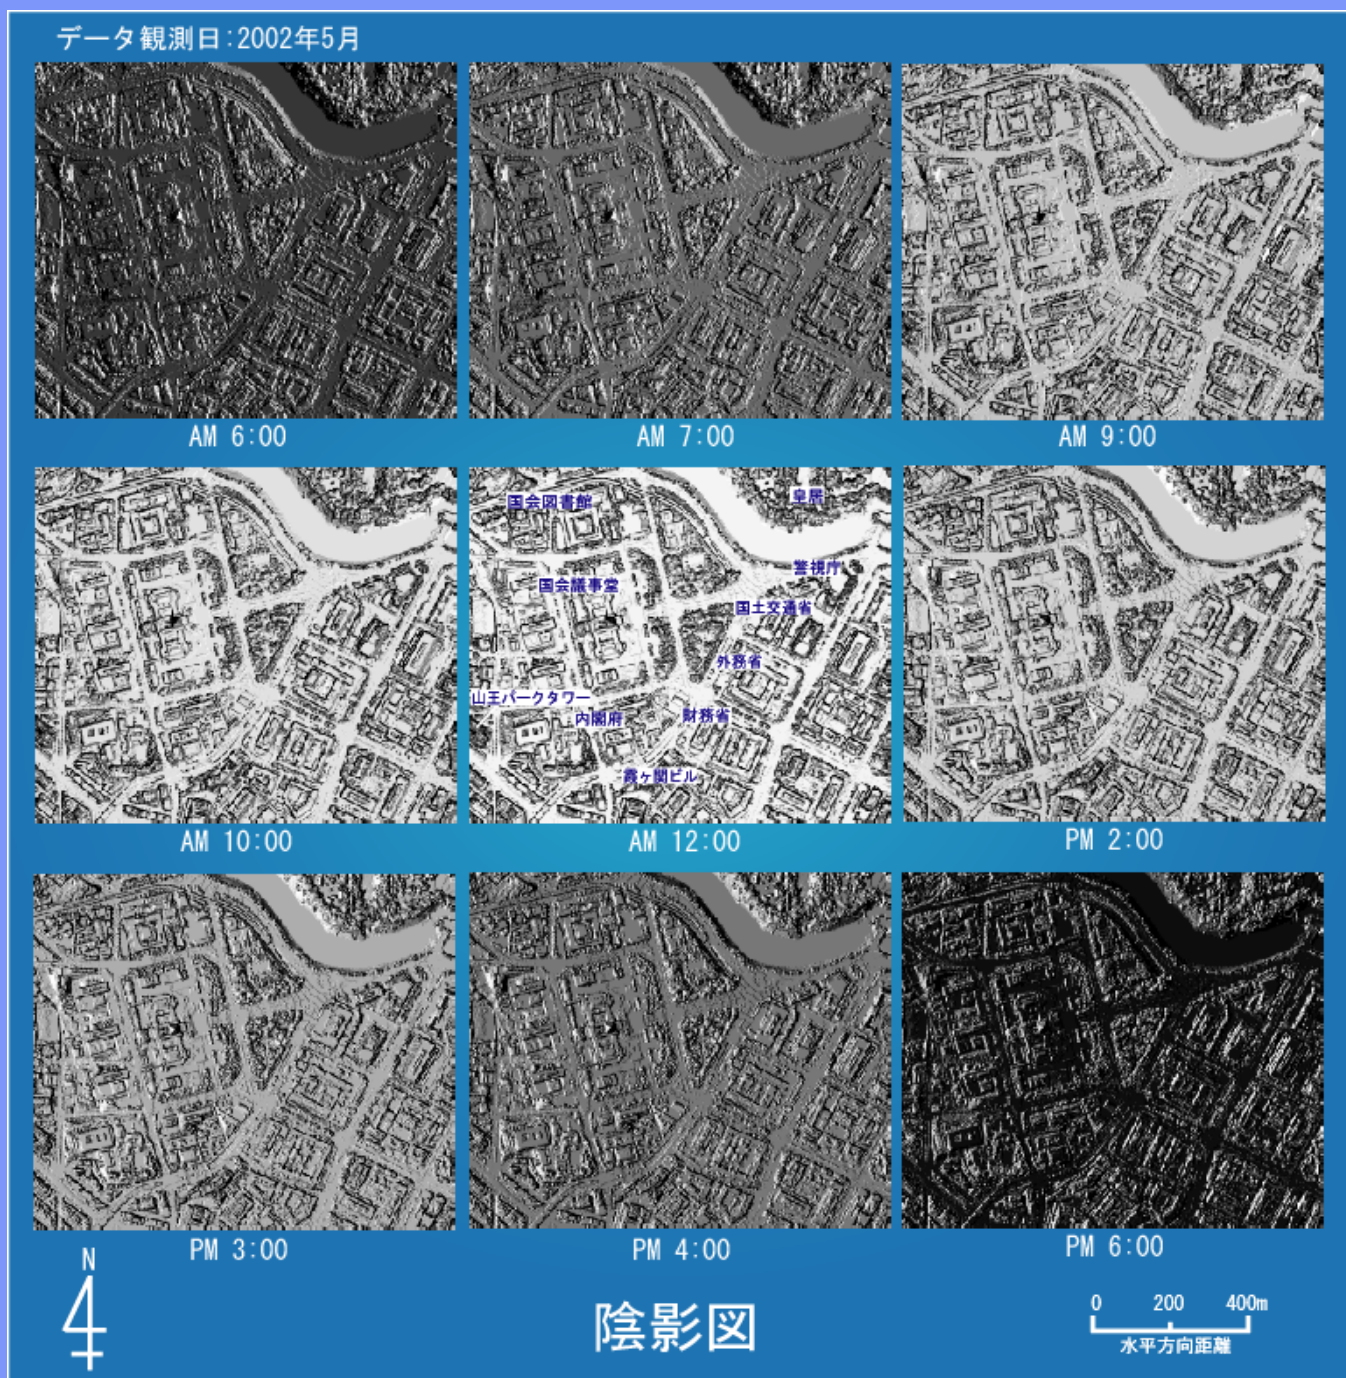 データ観測日:2002年5月
AM 6:00
AM 7:00
AM 9:00
国会図書館
皇居
警視庁
国会議事堂
国土交通省
外務省
山王パークタワー
内閣府
財務省
霞ヶ関ビル
AM 10:00
AM 12:00
PM 2:00
PM 3:00
PM 4:00
PM 6:00
N
陰影図
0 200 400m
水平方向距離